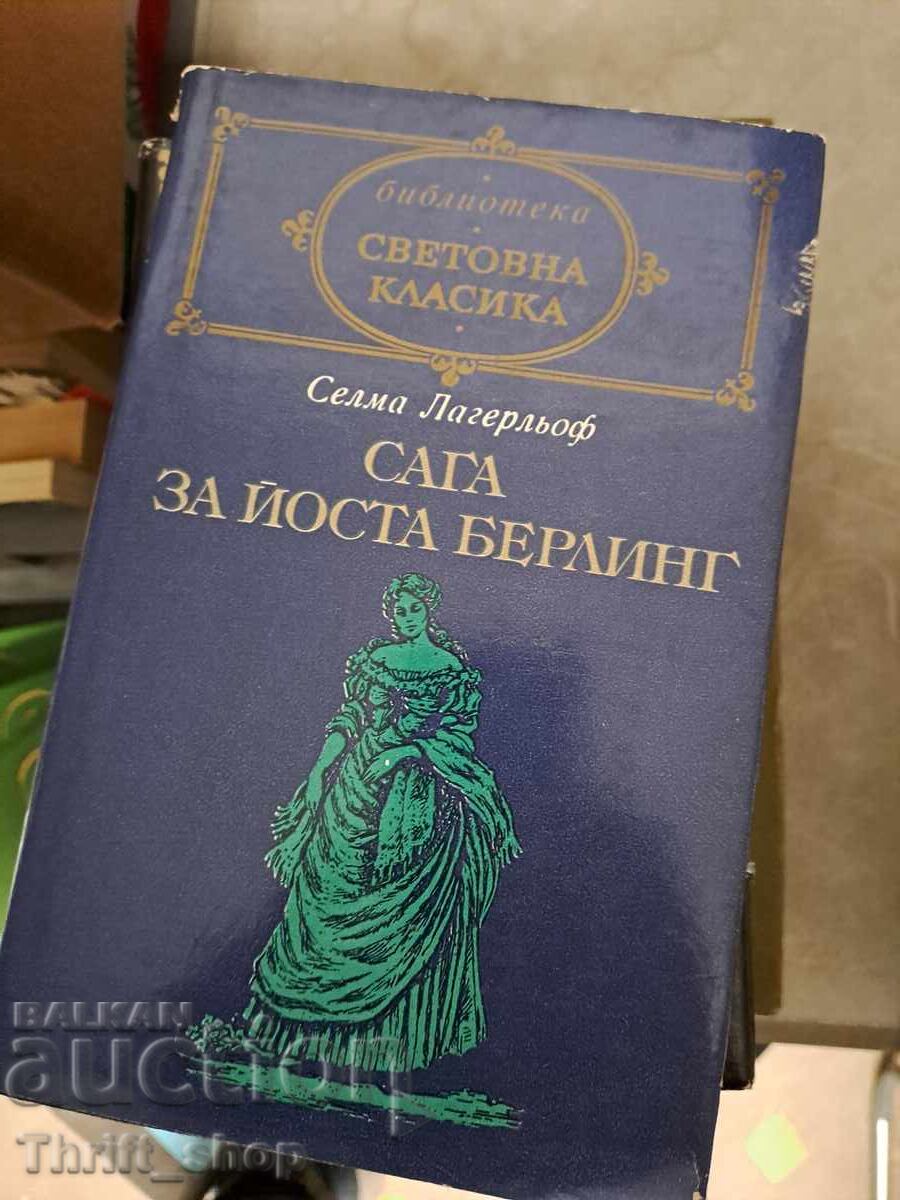 библиотека
СВЕТОВНА
КЛАСИКА
Селма Лагерльоф
САГА
ЗА ЙОСТА БЕРЛИНГ
BALKAN
auction
Thrift_shop